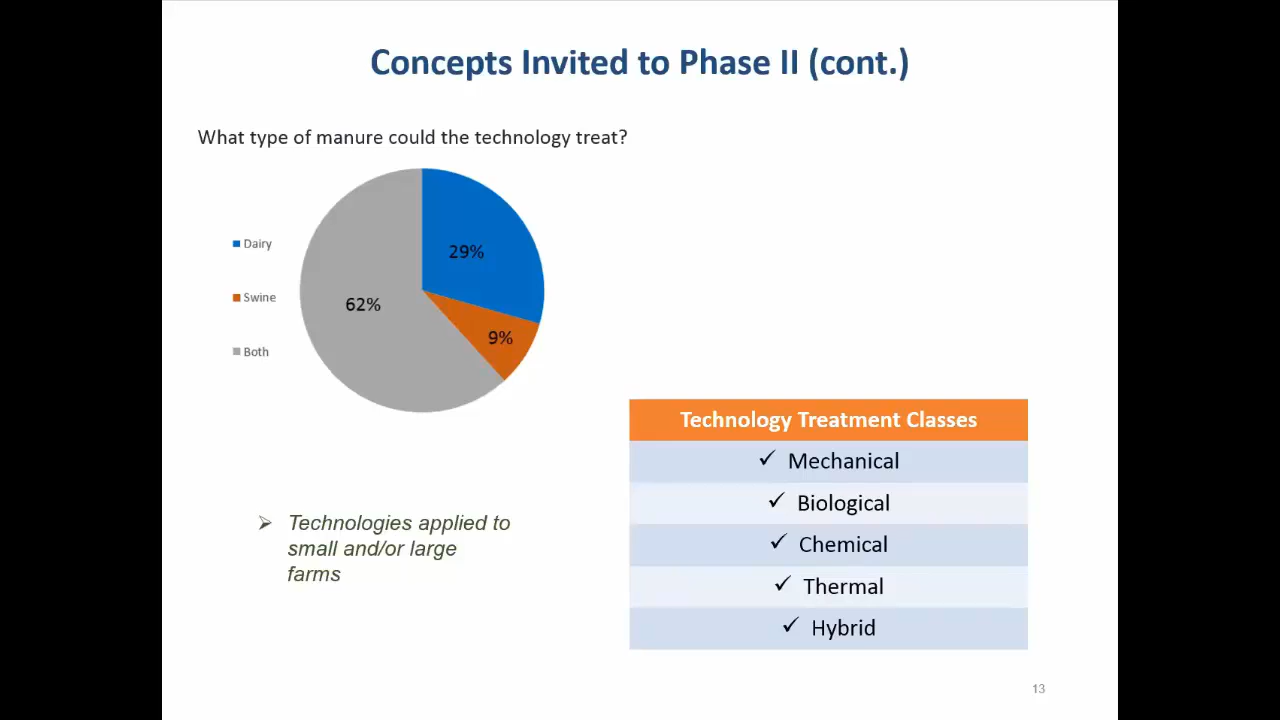 Concepts Invited to Phase II (cont.)
What type of manure could the technology treat?
Dairy
Swine
Both
29%
9%
62%
Technology Treatment Classes
✓ Mechanical
✓ Biological
✓ Chemical
✓ Thermal
✓ Hybrid
➢ Technologies applied to
small and/or large
farms
13